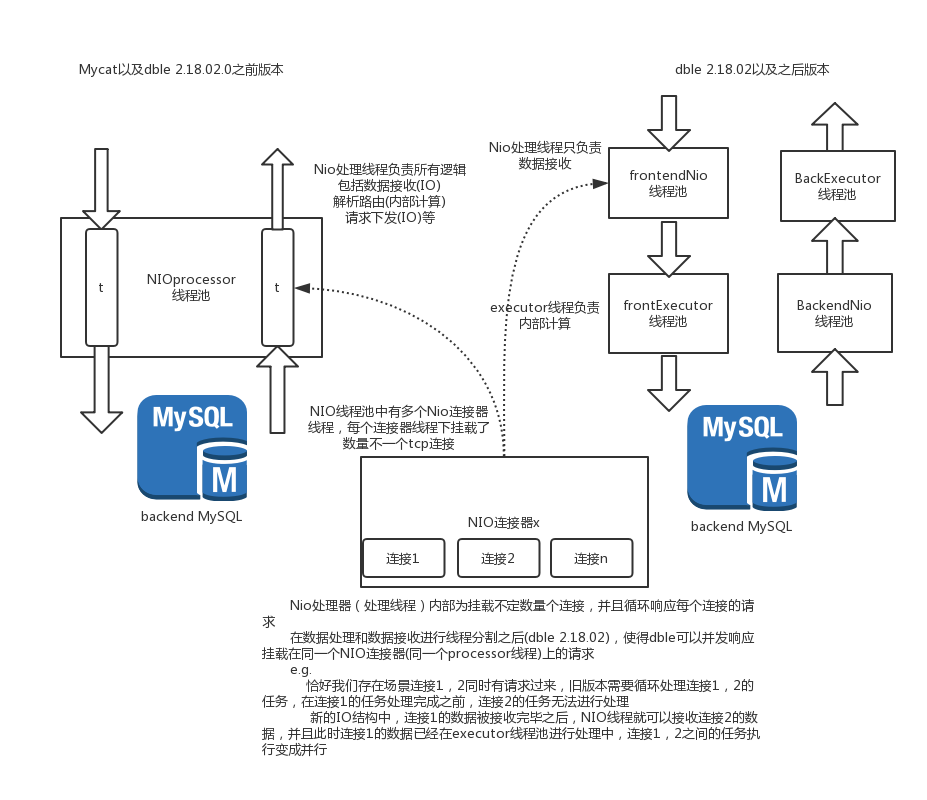 Mycat以及dble 2.18.02.0之前版本
dble 2.18.02以及之后版本
Nio处理线程负责所有逻辑
包括数据接收(IO)
解析路由(内部计算)
请求下发(IO)等
t
NIOprocessor
线程池
t
Nio处理线程只负责
数据接收
frontendNio
线程池
BackExecutor
线程池
executor线程负责
内部计算
frontExecutor
线程池
BackendNio
线程池
MySQL
M
backend MySQL
NIO线程池中有多个Nio连接器
线程，每个连接器线程下挂载了
数量不一个tcp连接
MySQL
M
backend MySQL
NIO连接器x
连接1
连接2
连接n
Nio处理器（处理线程）内部为挂载不定数量个连接，并且循环响应每个连接的请
求
在数据处理和数据接收进行线程分割之后(dble 2.18.02)，使得dble可以并发响应
挂载在同一个NIO连接器(同一个processor线程)上的请求
e.g.
恰好我们存在场景连接1，2同时有请求过来，旧版本需要循环处理连接1，2的
任务，在连接1的任务处理完成之前，连接2的任务无法进行处理
新的IO结构中，连接1的数据被接收完毕之后，NIO线程就可以接收连接2的数
据，并且此时连接1的数据已经在executor线程池进行处理中，连接1，2之间的任务执
行变成并行